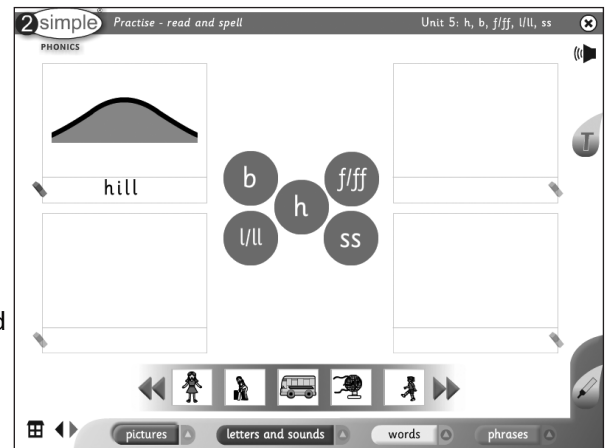 2simple Practise - read and spell Unit 5: h, b, f/ff, l/ll, ss
PHONICS
T
hill
b f/ff
h
l/ll ss
d
pictures letters and sounds words phrases